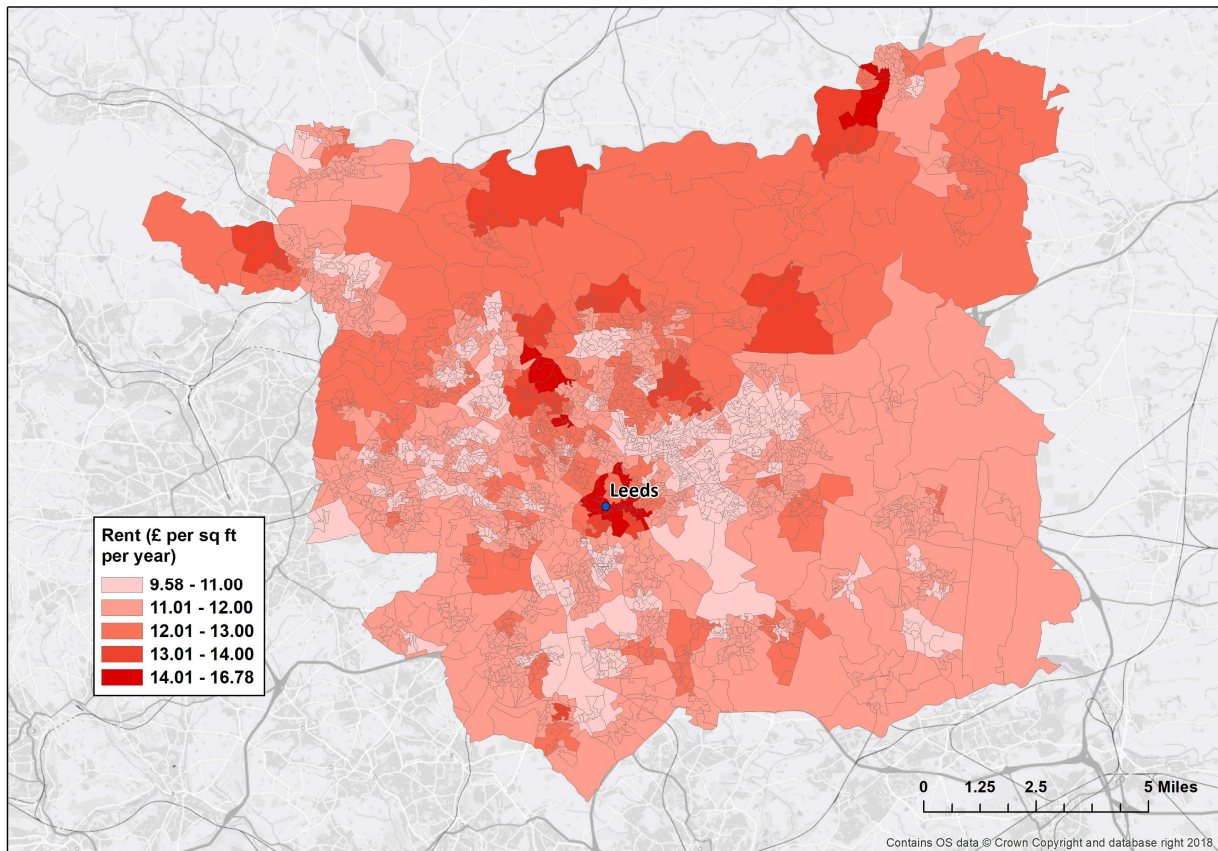 Leeds
Rent (£ per sq ft
per year)
9.58 - 11.00
11.01 - 12.00
12.01 - 13.00
13.01 - 14.00
14.01 - 16.78
0 1.25 2.5 5 Miles
Contains OS data © Crown Copyright and database right 2018